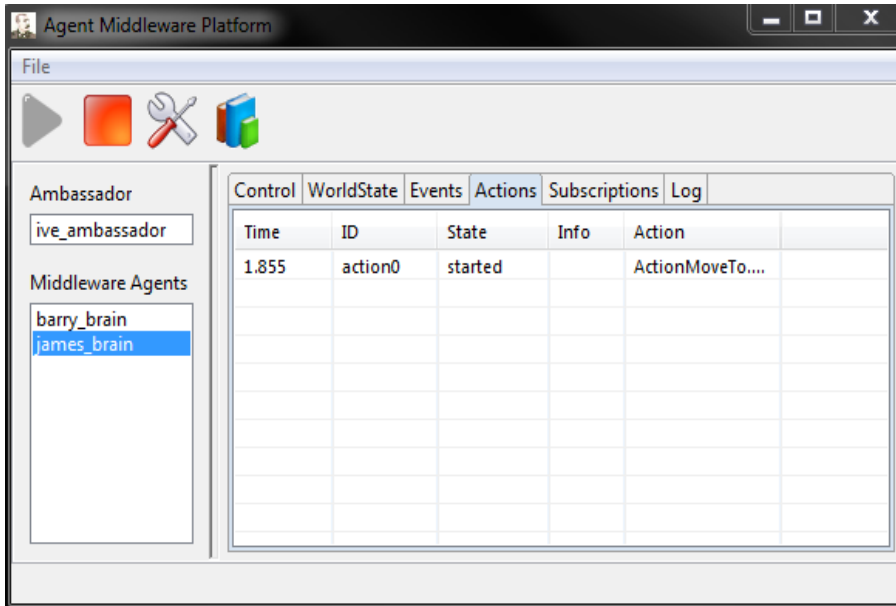 Agent Middleware Platform
File
Ambassador
ive_ambassador
Middleware Agents
barry_brain
james_brain
Control WorldState Events Actions Subscriptions Log
Time ID State Info Action
1.855 action0 started ActionMoveTo....